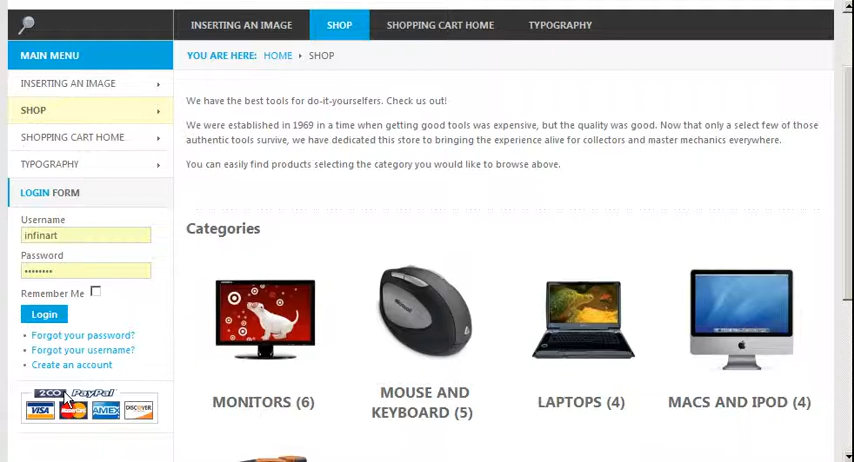 INSERTING AN IMAGE SHOP SHOPPING CART HOME TYPOGRAPHY
MAIN MENU
INSERTING AN IMAGE
SHOP
SHOPPING CART HOME
TYPOGRAPHY
LOGIN FORM
Username
infinart
Password
••••••••
Remember Me
Login
Forgot your password?
Forgot your username?
Create an account
2CO PayPal
VISA MasterCard AMEX DISCOVER
YOU ARE HERE: HOME SHOP
We have the best tools for do-it-yourselfers. Check us out!
We were established in 1969 in a time when getting good tools was expensive, but the quality was good. Now that only a select few of those
authentic tools survive, we have dedicated this store to bringing the experience alive for collectors and master mechanics everywhere.
You can easily find products selecting the category you would like to browse above.
Categories
MONITORS (6)
MOUSE AND
KEYBOARD (5)
LAPTOPS (4)
MACS AND IPOD (4)